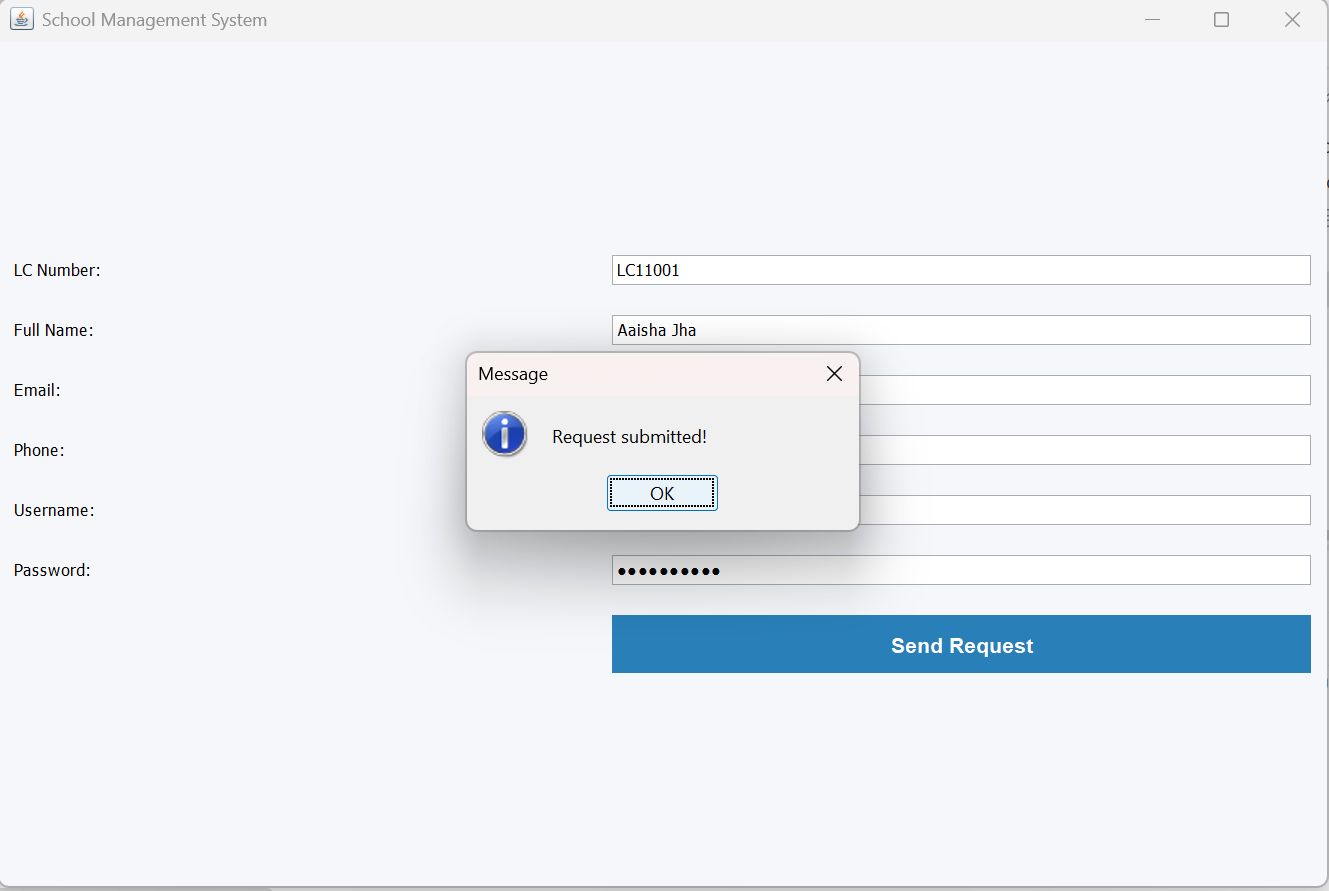 School Management System
LC Number: LC11001
Full Name: Aaisha Jha
Email:
Phone:
Username:
Password: ●●●●●●●●●●
Send Request
Message
Request submitted!
OK